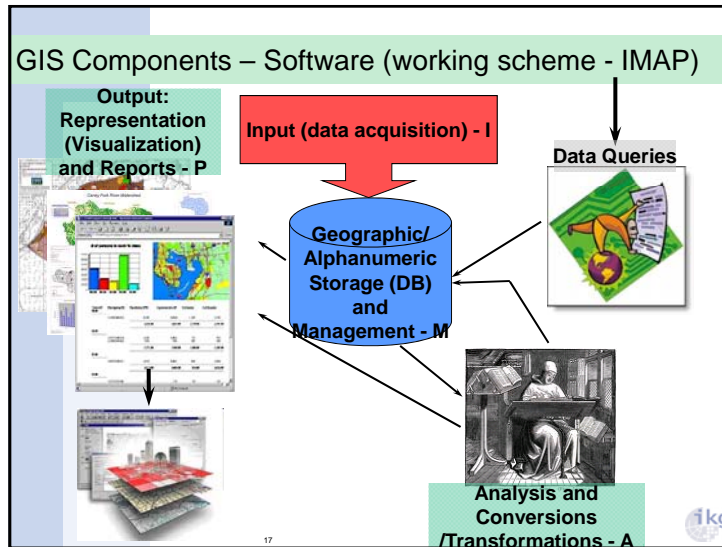 GIS Components – Software (working scheme - IMAP)
Output:
Representation
(Visualization)
and Reports - P
Input (data acquisition) - I
Data Queries
Geographic/
Alphanumeric
Storage (DB)
and
Management - M
Analysis and
Conversions
/Transformations - A
17
ikg